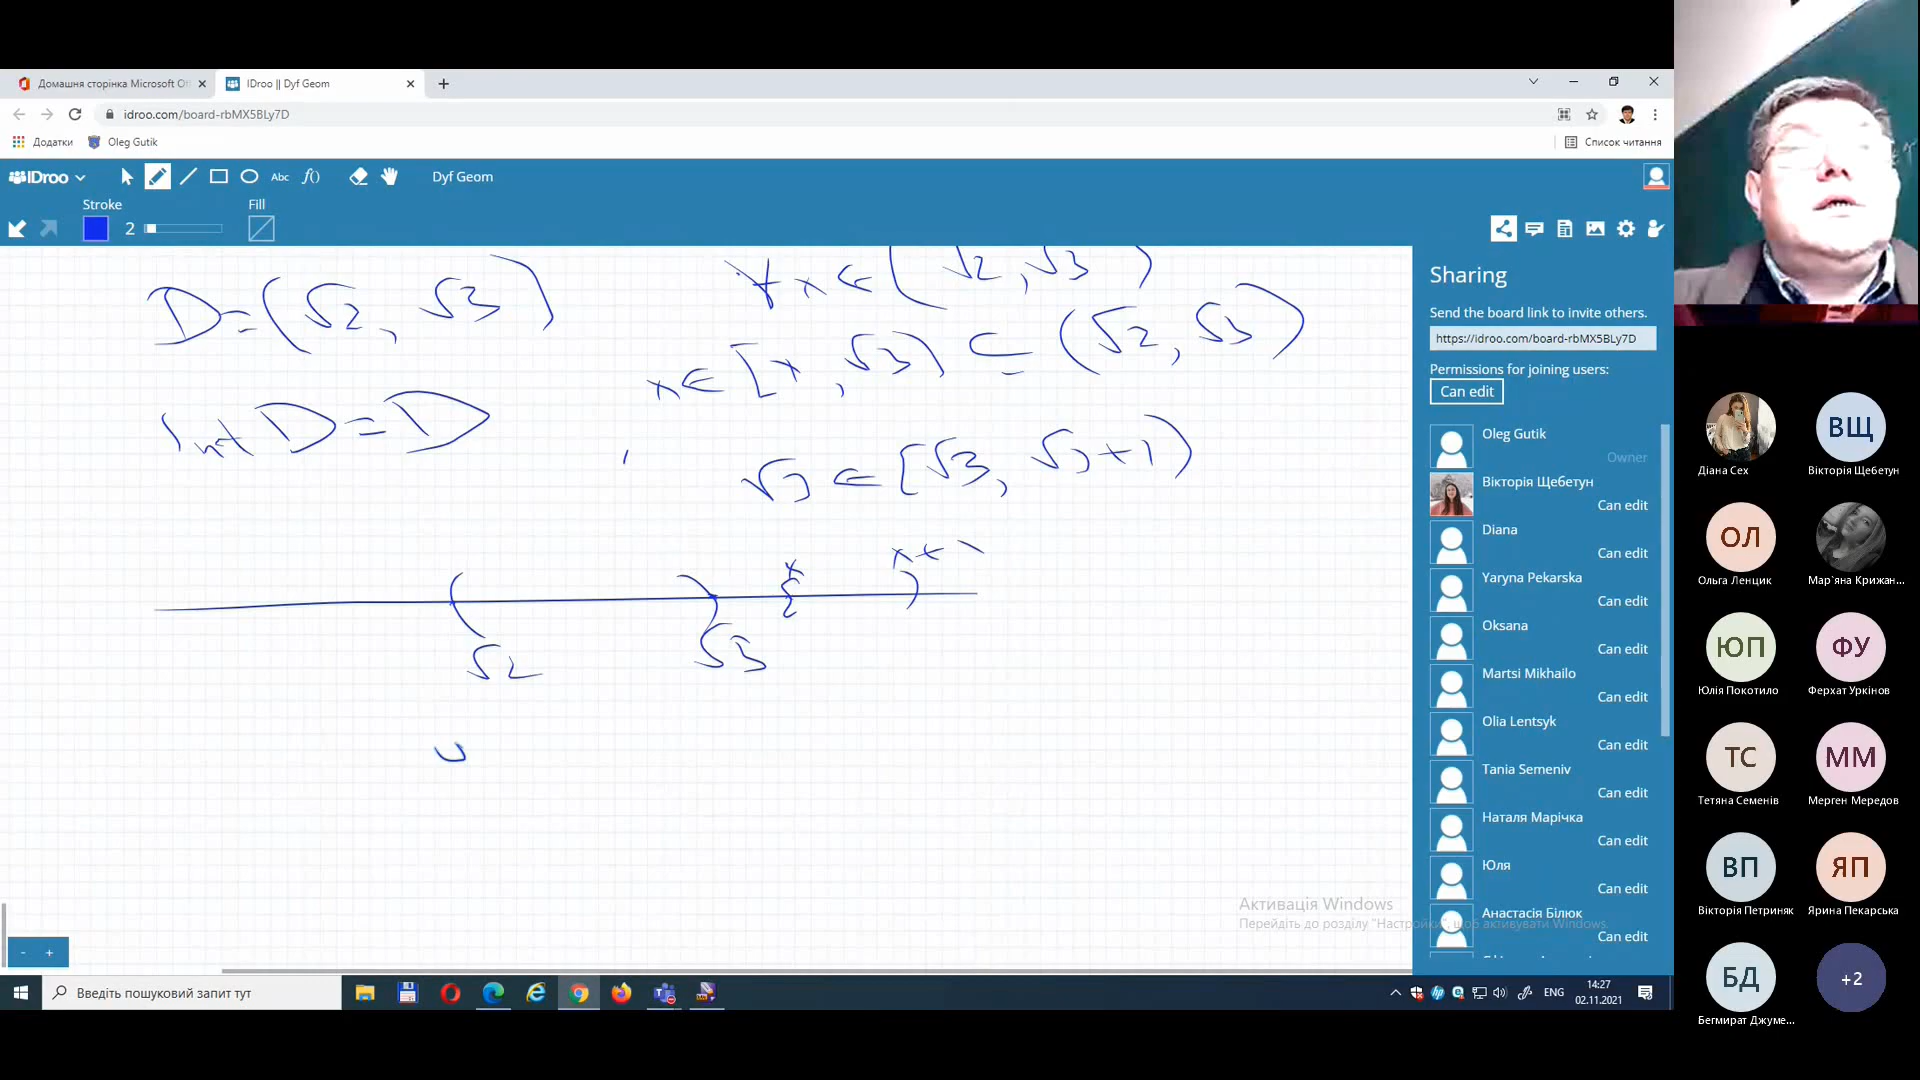 Домашня сторінка Microsoft Of
IDroo || Dyf Geom
idroo.com/board-rbMX5BLy7D
Додатки
Oleg Gutik
Список читання
IDroo
Abc
f()
Dyf Geom
Stroke
Fill
2
D=(√2, √3)
∀x∈(√2, √3)
x∈[x, √3) ⊆ (√2, √3)
Int D=D
√3 ∈ [√3, √3+1)
x
x+1
√2
√3
Sharing
Send the board link to invite others.
https://idroo.com/board-rbMX5BLy7D
Permissions for joining users:
Can edit
Oleg Gutik
Owner
Вікторія Щебетун
Can edit
Diana
Can edit
Yaryna Pekarska
Can edit
Oksana
Can edit
Martsi Mikhailo
Can edit
Olia Lentsyk
Can edit
Tania Semeniv
Can edit
Наталя Марічка
Can edit
Юля
Can edit
Анастасія Білюк
Can edit
Активація Windows
Перейдіть до розділу "Настройки", щоб активувати Windows.
- +
Введіть пошуковий запит тут
ENG
14:27
02.11.2021
Діана Сех
ВЩ
Вікторія Щебетун
ОЛ
Ольга Ленцик
Мар`яна Крижан...
ЮП
Юлія Покотило
ФУ
Ферхат Уркінов
ТС
Тетяна Семенів
ММ
Мерген Мередов
ВП
Вікторія Петриняк
ЯП
Ярина Пекарська
БД
Бегмират Джуме...
+2